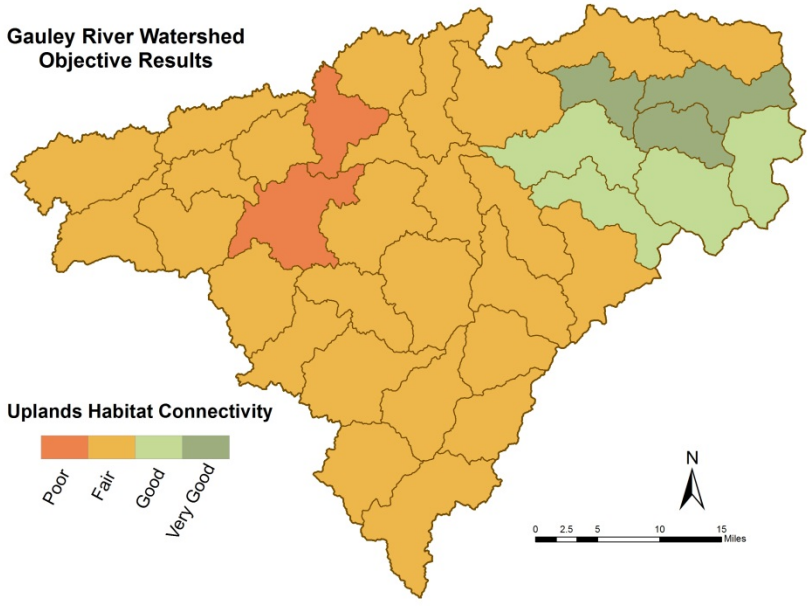 Gauley River Watershed
Objective Results
Uplands Habitat Connectivity
Poor
Fair
Good
Very Good
N
0 2.5 5 10 15
Miles